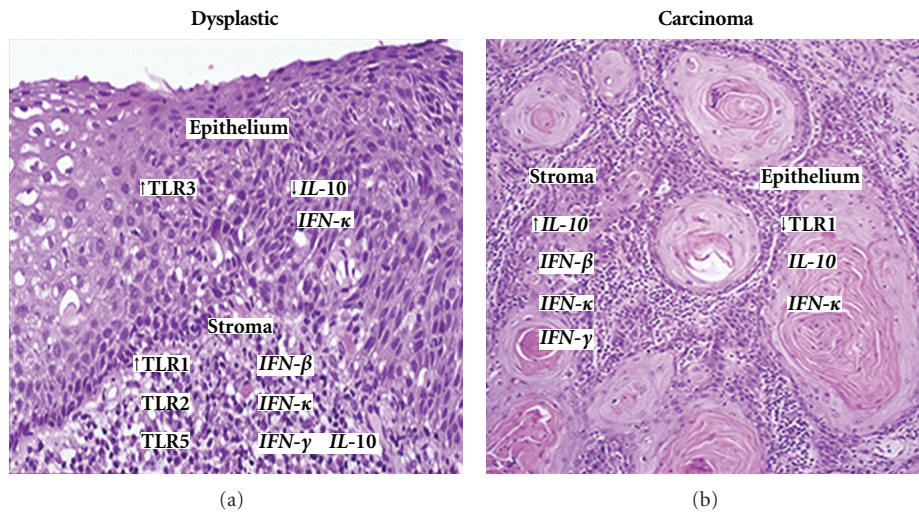 Dysplastic
Carcinoma
Epithelium
↑TLR3 ↓IL-10
IFN-κ
Stroma
↑TLR1 IFN-β
TLR2 IFN-κ
TLR5 IFN-γ IL-10
Stroma Epithelium
↑IL-10 ↓TLR1
IFN-β IL-10
IFN-κ IFN-κ
IFN-γ
(a)
(b)